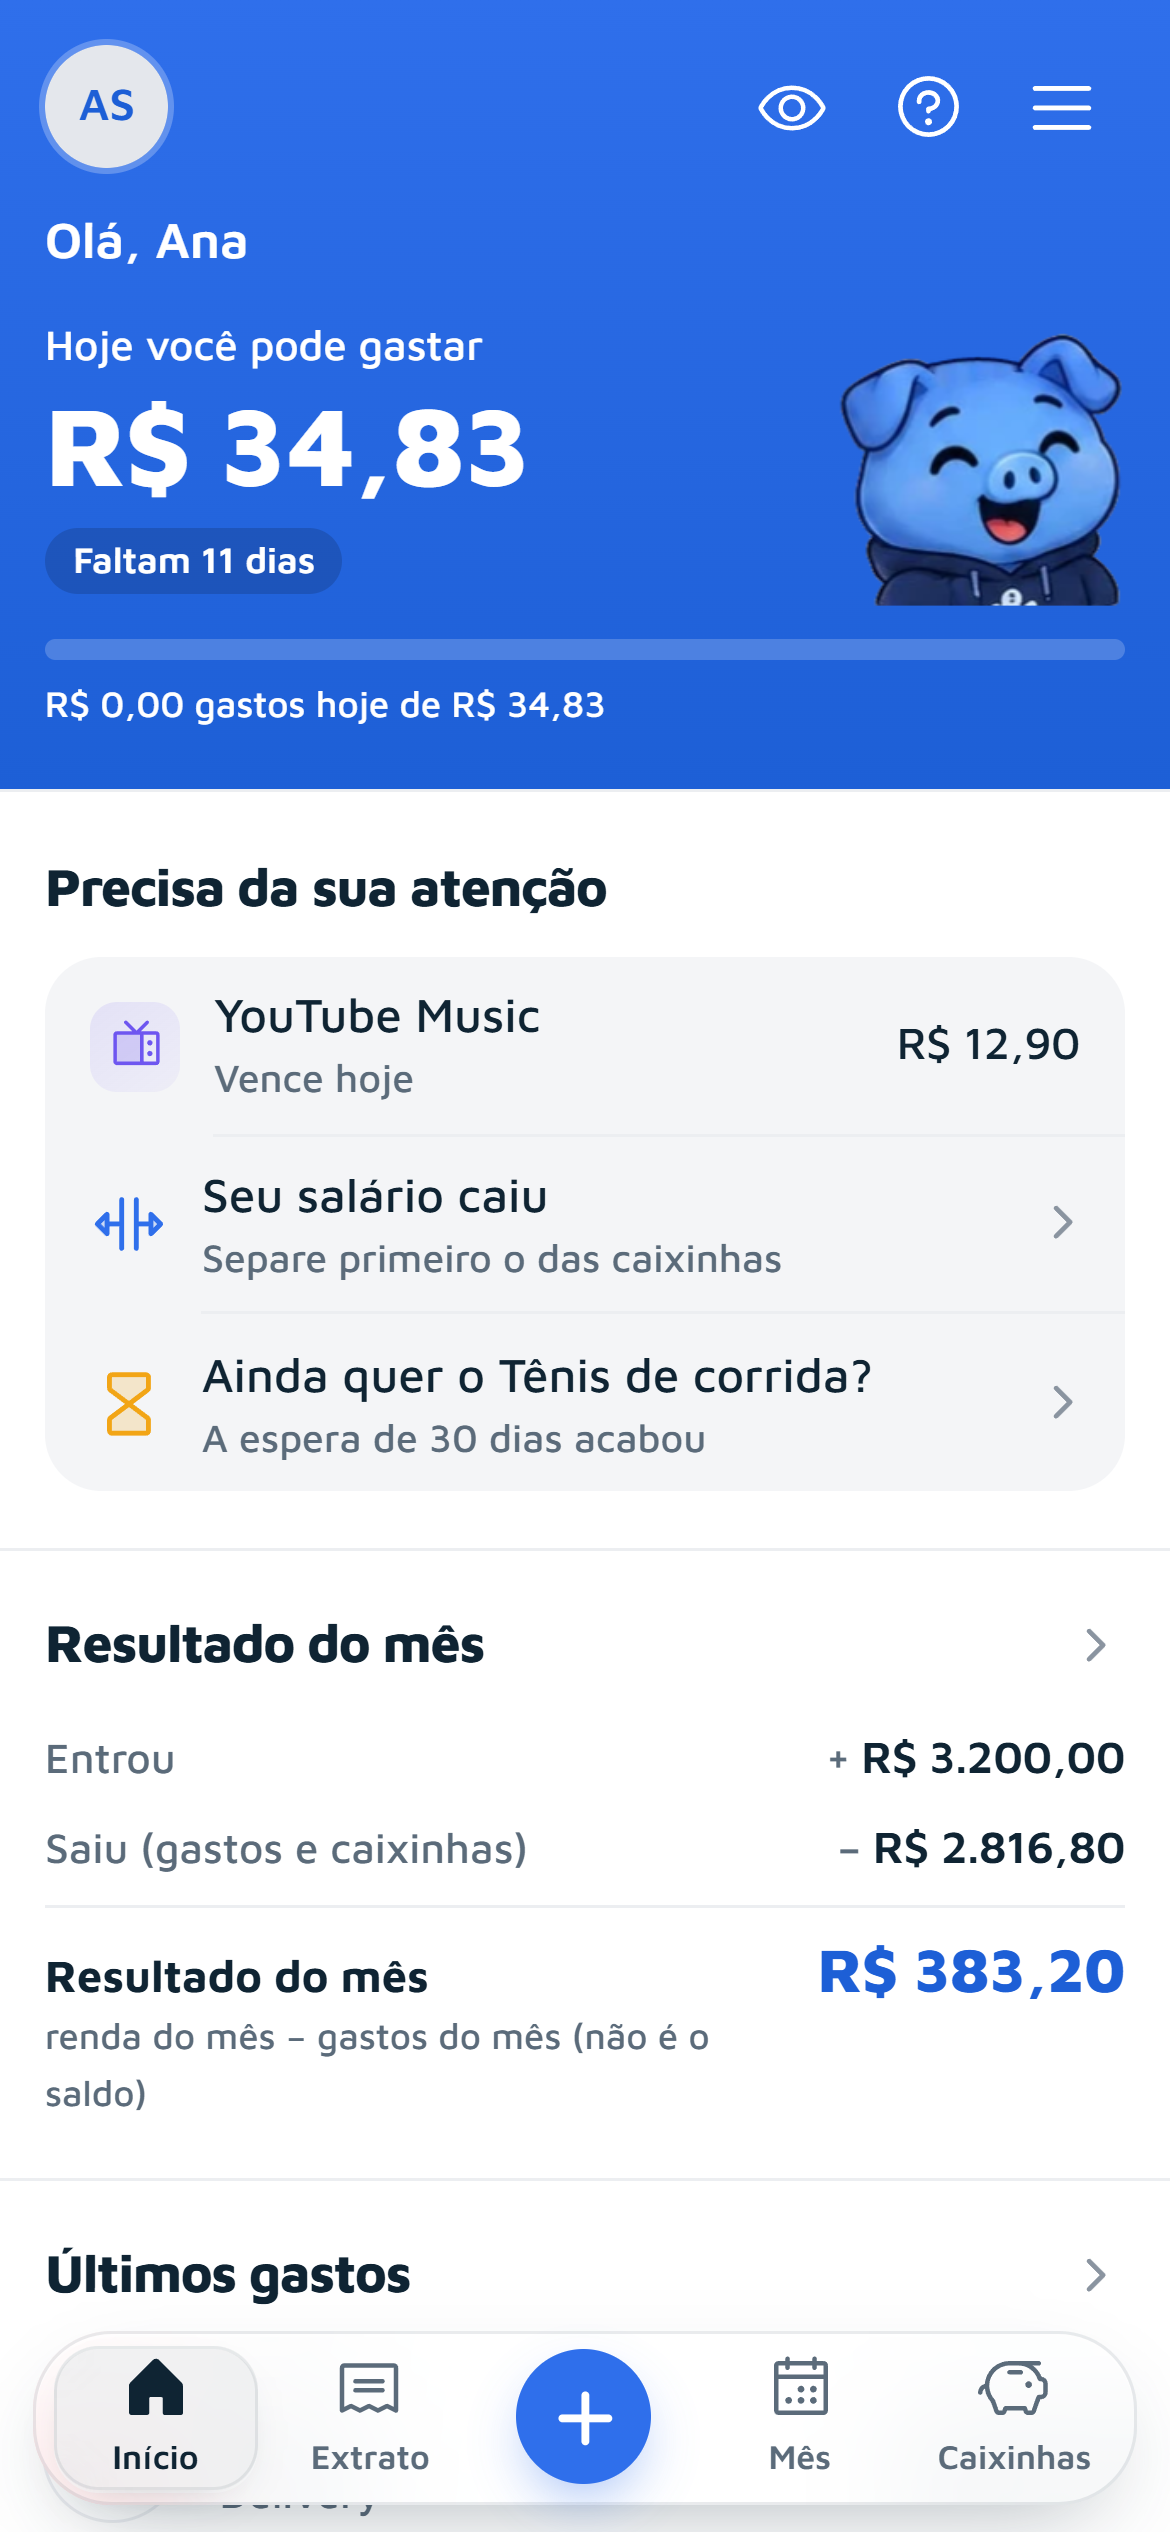 AS
Olá, Ana
Hoje você pode gastar
R$ 34,83
Faltam 11 dias
R$ 0,00 gastos hoje de R$ 34,83
Precisa da sua atenção
YouTube Music
R$ 12,90
Vence hoje
Seu salário caiu
Separe primeiro o das caixinhas
Ainda quer o Tênis de corrida?
A espera de 30 dias acabou
Resultado do mês
Entrou
+ R$ 3.200,00
Saiu (gastos e caixinhas)
– R$ 2.816,80
Resultado do mês
R$ 383,20
renda do mês – gastos do mês (não é o
saldo)
Últimos gastos
Início
Extrato
Mês
Caixinhas
Delivery